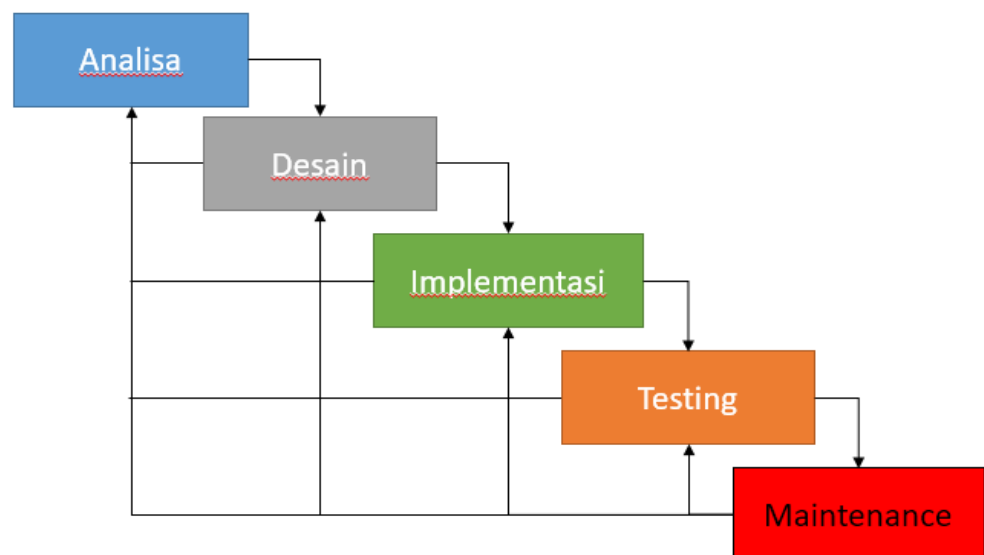 Analisa
Desain
Implementasi
Testing
Maintenance